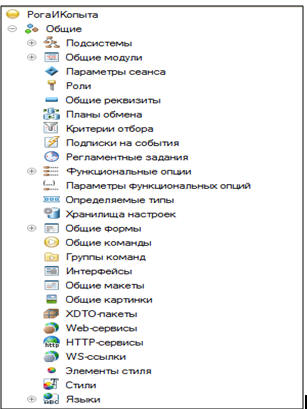 РогаИКопыта
Общие
Подсистемы
Общие модули
Параметры сеанса
Роли
Общие реквизиты
Планы обмена
Критерии отбора
Подписки на события
Регламентные задания
Функциональные опции
Параметры функциональных опций
Определяемые типы
Хранилища настроек
Общие формы
Общие команды
Группы команд
Интерфейсы
Общие макеты
Общие картинки
XDTO-пакеты
Web-сервисы
HTTP-сервисы
WS-ссылки
Элементы стиля
Стили
Языки